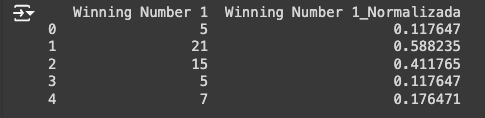 Winning Number 1 Winning Number 1_Normalizada
0 5 0.117647
1 21 0.588235
2 15 0.411765
3 5 0.117647
4 7 0.176471